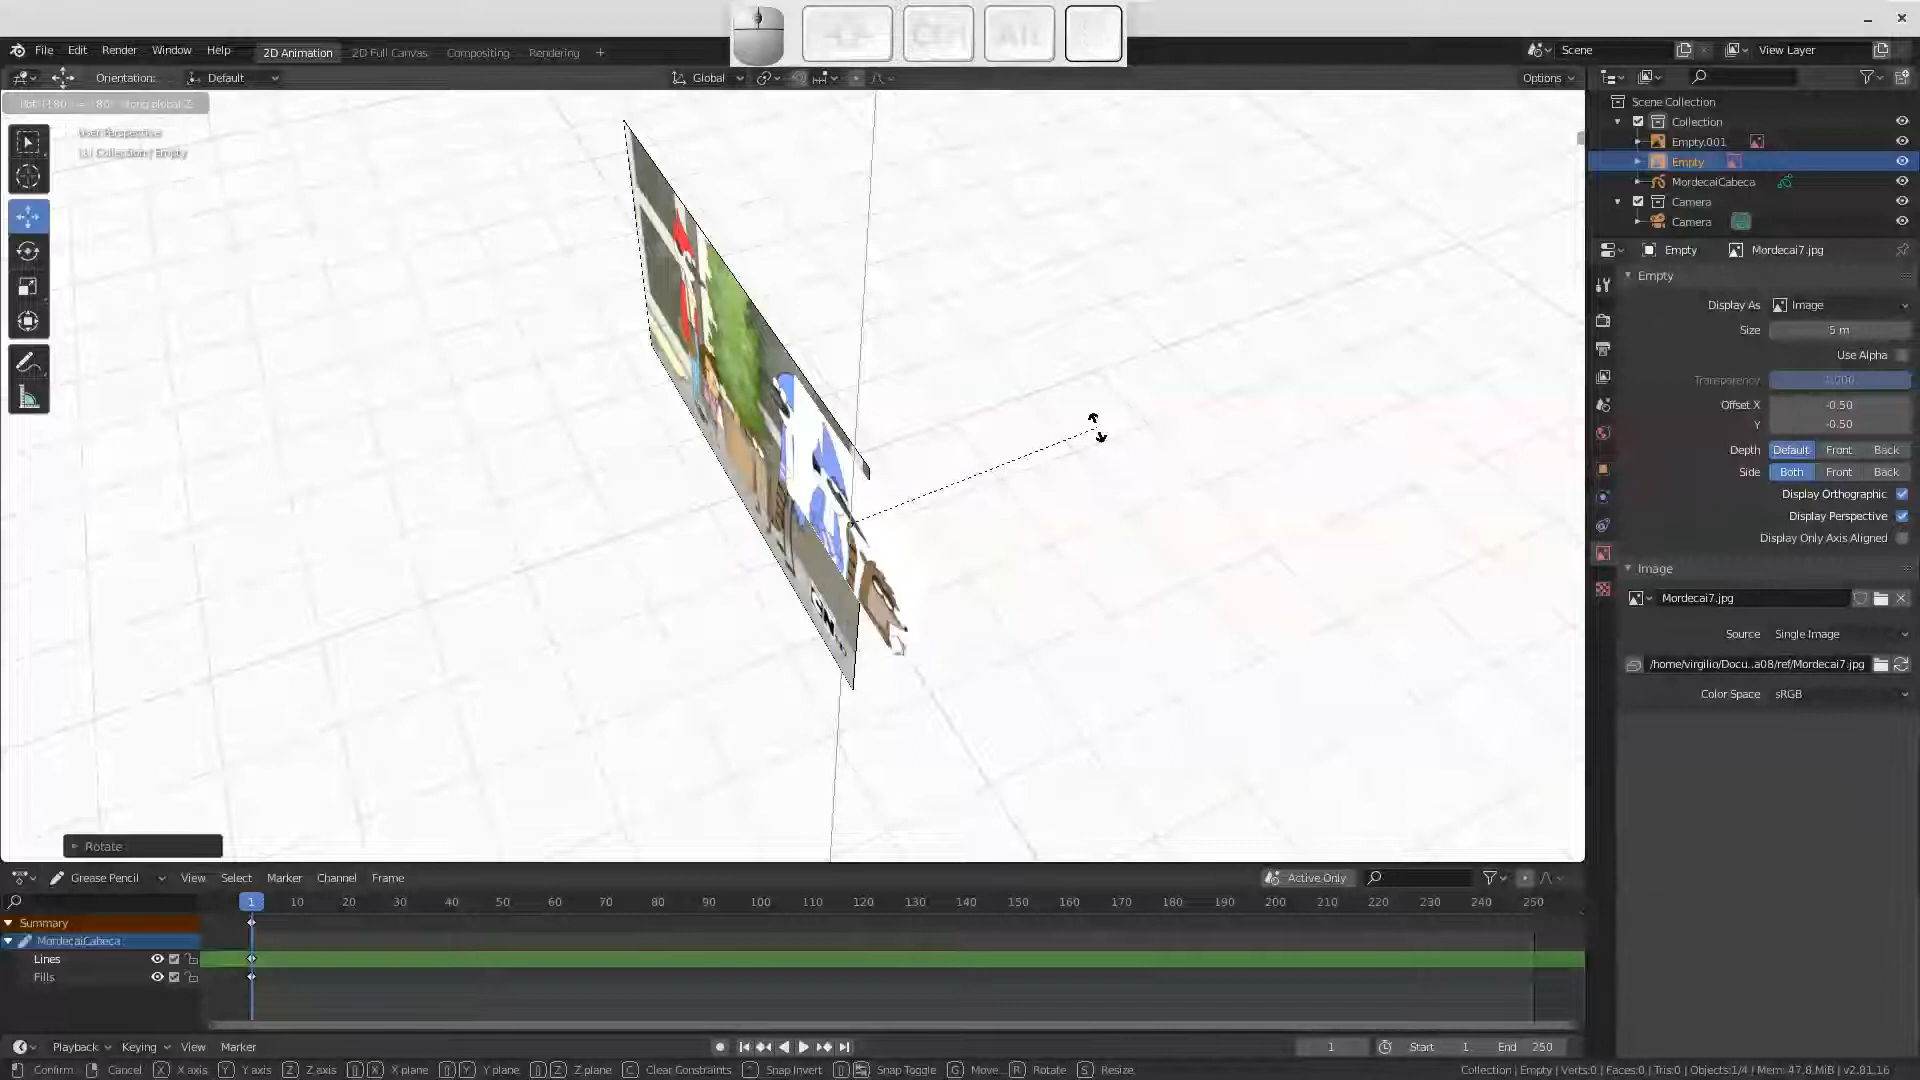 Ctrl Alt
File Edit Render Window Help 2D Animation 2D Full Canvas Compositing Rendering + Scene View Layer
Orientation: Default Global Options
User Perspective
(1) Collection | Empty
Scene Collection
Collection
Empty.001
Empty
MordecaiCabeca
Camera
Camera
Empty Mordecai7.jpg
Empty
Display As Image
Size 5 m
Use Alpha
Transparency 1.000
Offset X -0.50
Y -0.50
Depth Default Front Back
Side Both Front Back
Display Orthographic
Display Perspective
Display Only Axis Aligned
Image
Mordecai7.jpg
Source Single Image
/home/virgilio/Docu..a08/ref/Mordecai7.jpg
Color Space sRGB
CN
Rotate
Grease Pencil View Select Marker Channel Frame Active Only
1 10 20 30 40 50 60 70 80 90 100 110 120 130 140 150 160 170 180 190 200 210 220 230 240 250
Summary
MordecaiCabeca
Lines
Fills
Playback Keying View Marker 1 Start 1 End 250
Confirm Cancel X X axis Y Y axis Z Z axis X X plane Y Y plane Z Z plane C Clear Constraints Snap Invert Snap Toggle G Move R Rotate S Resize Collection | Empty | Verts:0 | Faces:0 | Tris:0 | Objects:1/4 | Mem: 47.8 MiB | v2.81.16